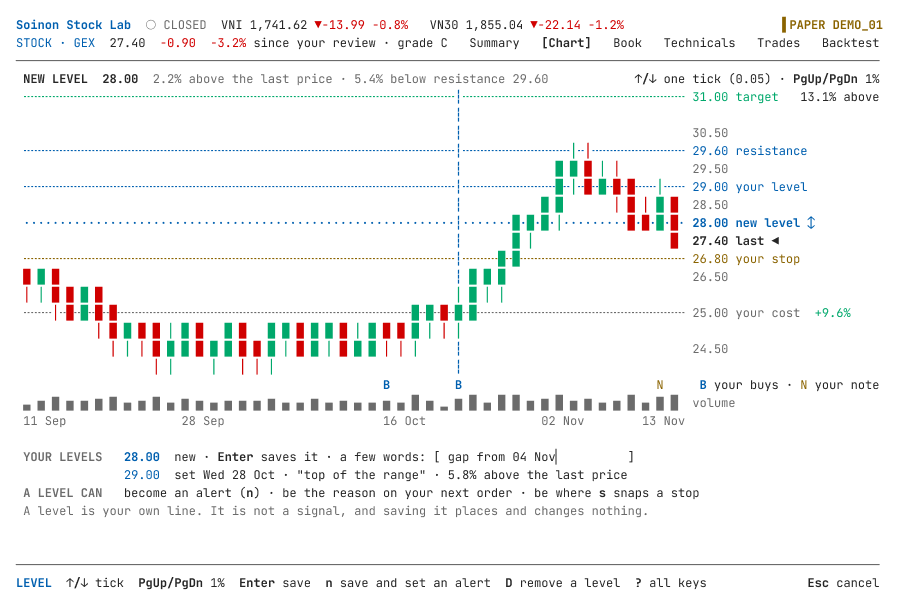 Soinon Stock Lab ◯ CLOSED VNI 1,741.62 ▼-13.99 -0.8% VN30 1,855.04 ▼-22.14 -1.2% PAPER DEMO_01
STOCK · GEX 27.40 -0.90 -3.2% since your review · grade C Summary [Chart] Book Technicals Trades Backtest
NEW LEVEL 28.00 2.2% above the last price · 5.4% below resistance 29.60 ↑/↓ one tick (0.05) · PgUp/PgDn 1%
31.00 target 13.1% above
30.50
29.60 resistance
29.50
29.00 your level
28.50
28.00 new level ↕
27.40 last ◄
26.80 your stop
26.50
25.00 your cost +9.6%
24.50
B B N B your buys · N your note
volume
11 Sep 28 Sep 16 Oct 02 Nov 13 Nov
YOUR LEVELS 28.00 new · Enter saves it · a few words: [ gap from 04 Nov ]
29.00 set Wed 28 Oct · "top of the range" · 5.8% above the last price
A LEVEL CAN become an alert (n) · be the reason on your next order · be where s snaps a stop
A level is your own line. It is not a signal, and saving it places and changes nothing.
LEVEL ↑/↓ tick PgUp/PgDn 1% Enter save n save and set an alert D remove a level ? all keys Esc cancel